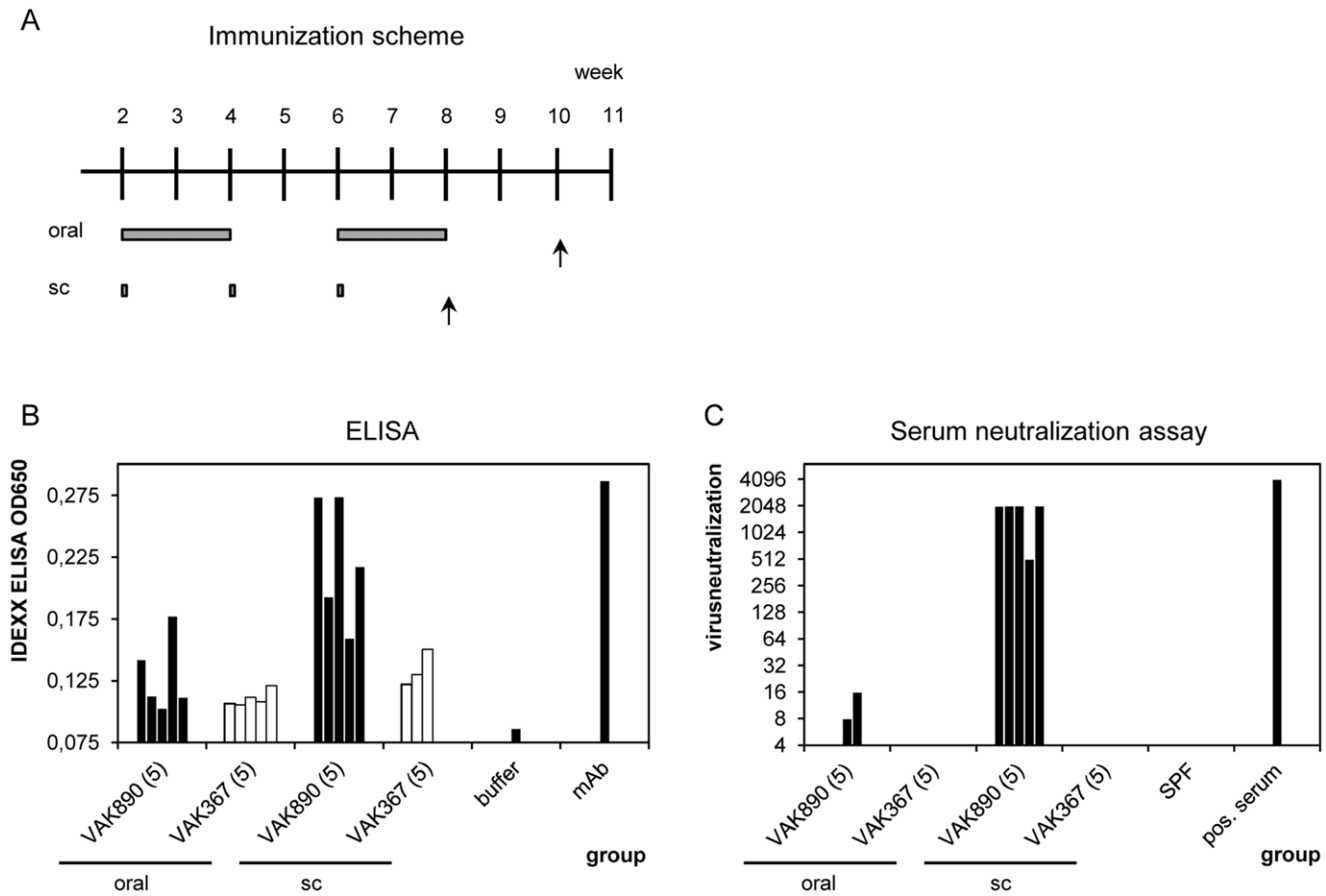 A
Immunization scheme
week
2 3 4 5 6 7 8 9 10 11
oral
sc
B
ELISA
IDEXX ELISA OD650
0,275
0,225
0,175
0,125
0,075
VAK890 (5)
VAK367 (5)
VAK890 (5)
VAK367 (5)
buffer
mAb
group
oral
sc
C
Serum neutralization assay
virusneutralization
4096
2048
1024
512
256
128
64
32
16
8
4
VAK890 (5)
VAK367 (5)
VAK890 (5)
VAK367 (5)
SPF
pos. serum
group
oral
sc